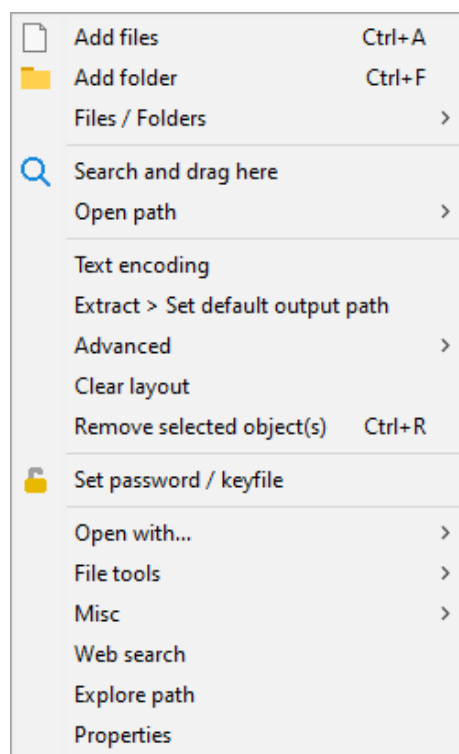 Add files Ctrl+A
Add folder Ctrl+F
Files / Folders
Search and drag here
Open path
Text encoding
Extract > Set default output path
Advanced
Clear layout
Remove selected object(s) Ctrl+R
Set password / keyfile
Open with...
File tools
Misc
Web search
Explore path
Properties